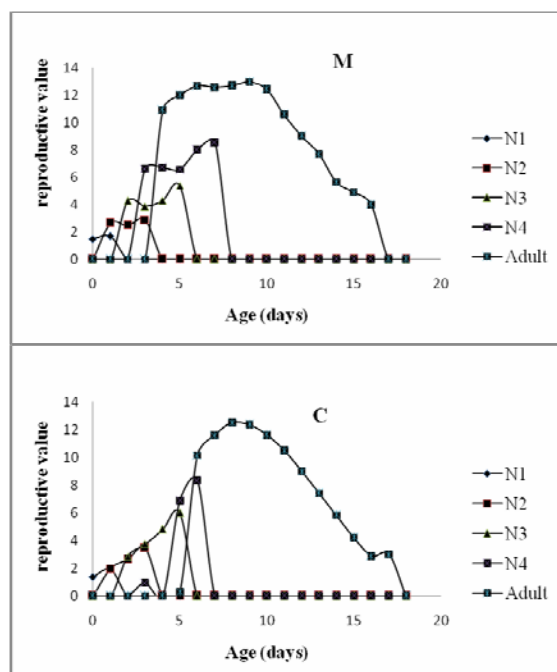 M
reproductive value
14
12
10
8
6
4
2
0
0 5 10 15 20
Age (days)
N1
N2
N3
N4
Adult
C
reproductive value
14
12
10
8
6
4
2
0
0 5 10 15 20
Age (days)
N1
N2
N3
N4
Adult